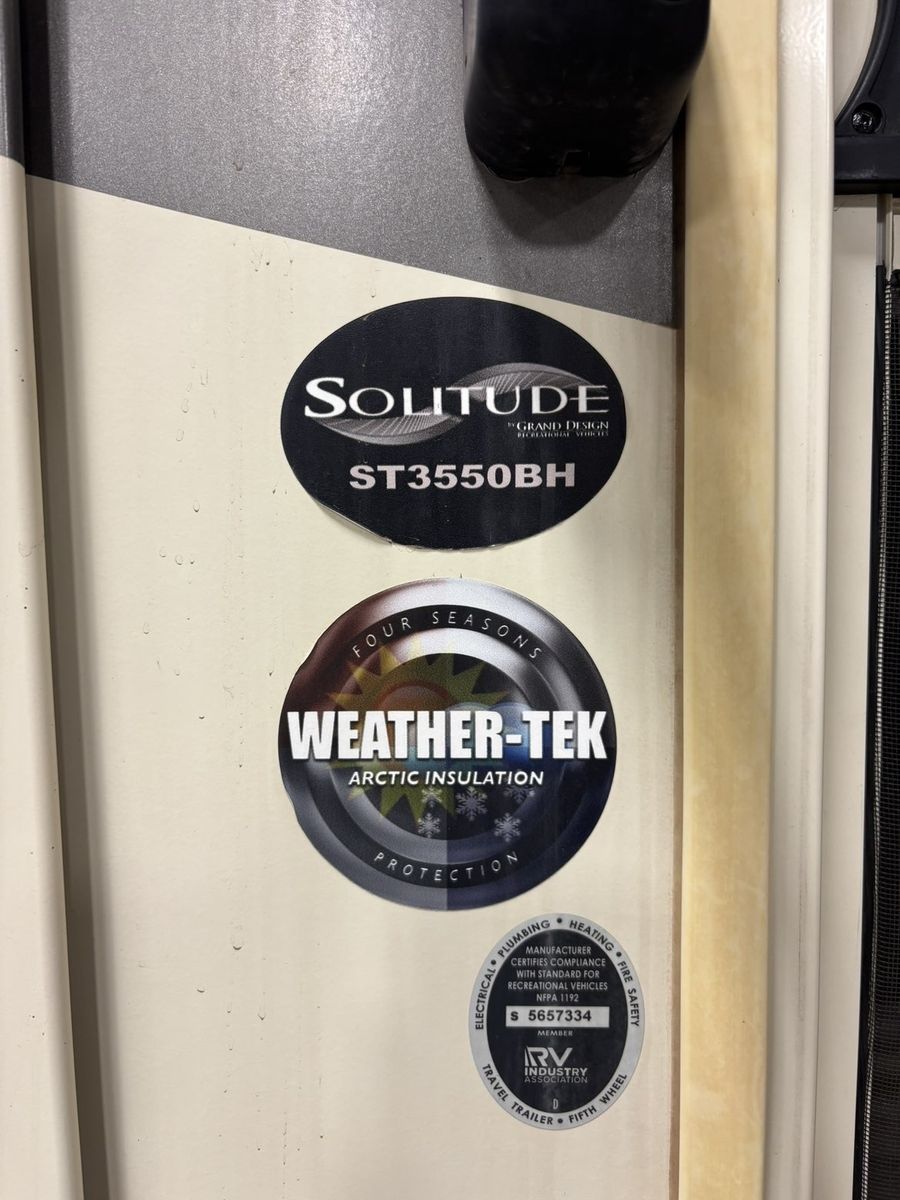 SOLITUDE
BY GRAND DESIGN
RECREATIONAL VEHICLES
ST3550BH
FOUR SEASONS
WEATHER-TEK
ARCTIC INSULATION
PROTECTION
ELECTRICAL • PLUMBING • HEATING • FIRE SAFETY
MANUFACTURER
CERTIFIES COMPLIANCE
WITH STANDARD FOR
RECREATIONAL VEHICLES
NFPA 1192
S 5657334
MEMBER
RV
INDUSTRY
ASSOCIATION
D
TRAVEL TRAILER • FIFTH WHEEL